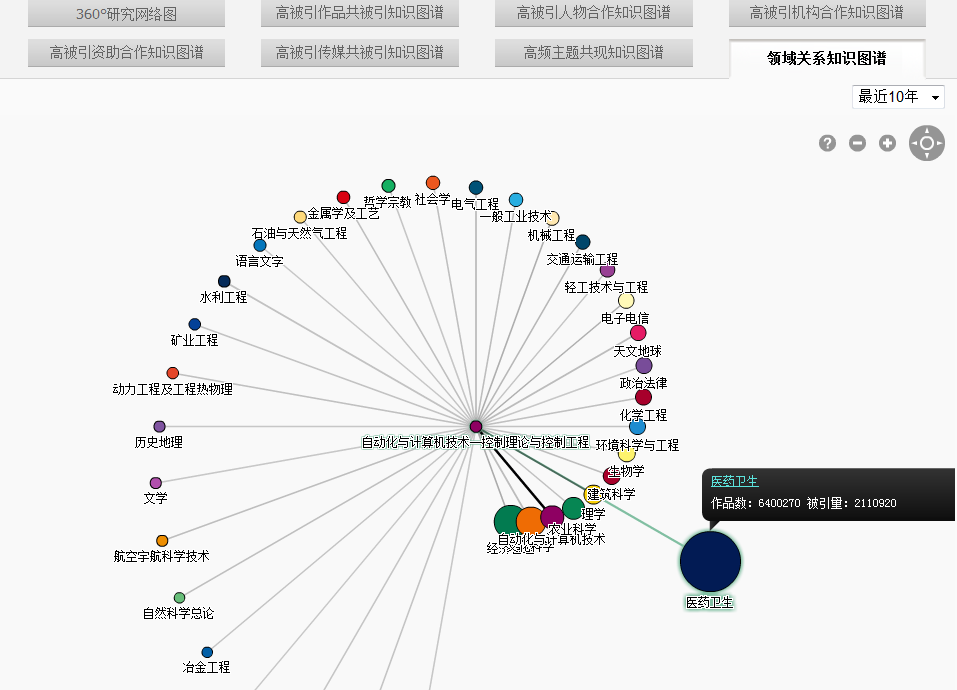 360°研究网络图
高被引作品共被引知识图谱
高被引人物合作知识图谱
高被引机构合作知识图谱
高被引资助合作知识图谱
高被引传媒共被引知识图谱
高频主题共现知识图谱
领域关系知识图谱
最近10年
?
社会学
哲学宗教
电气工程
金属学及工艺
一般工业技术
石油与天然气工程
机械工程
语言文字
交通运输工程
水利工程
轻工技术与工程
电子电信
矿业工程
天文地球
动力工程及工程热物理
政治法律
化学工程
历史地理
自动化与计算机技术—控制理论与控制工程
环境科学与工程
生物学
文学
建筑科学
医药卫生
作品数: 6400270 被引量: 2110920
理学
农业科学
自动化与计算机技术
航空宇航科学技术
医药卫生
自然科学总论
冶金工程